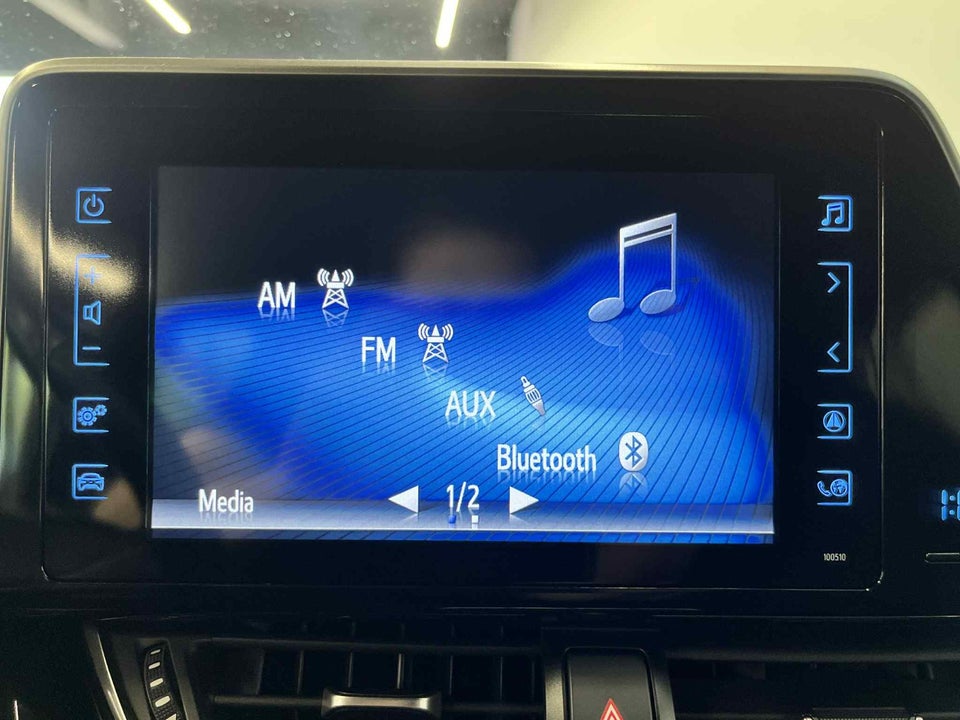 AM
FM
AUX
Bluetooth
Media
1/2
100510